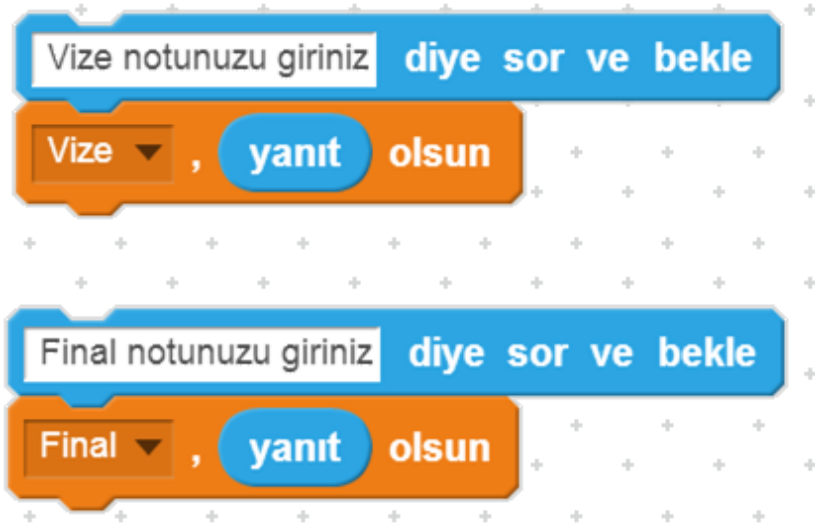 Vize notunuzu giriniz diye sor ve bekle
Vize , yanıt olsun
Final notunuzu giriniz diye sor ve bekle
Final , yanıt olsun